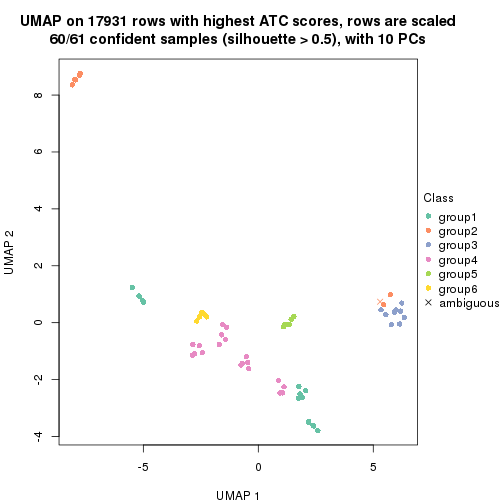 UMAP on 17931 rows with highest ATC scores, rows are scaled
60/61 confident samples (silhouette > 0.5), with 10 PCs
8
6
4
2
0
-2
-4
UMAP 2
-5
0
5
UMAP 1
Class
group1
group2
group3
group4
group5
group6
ambiguous